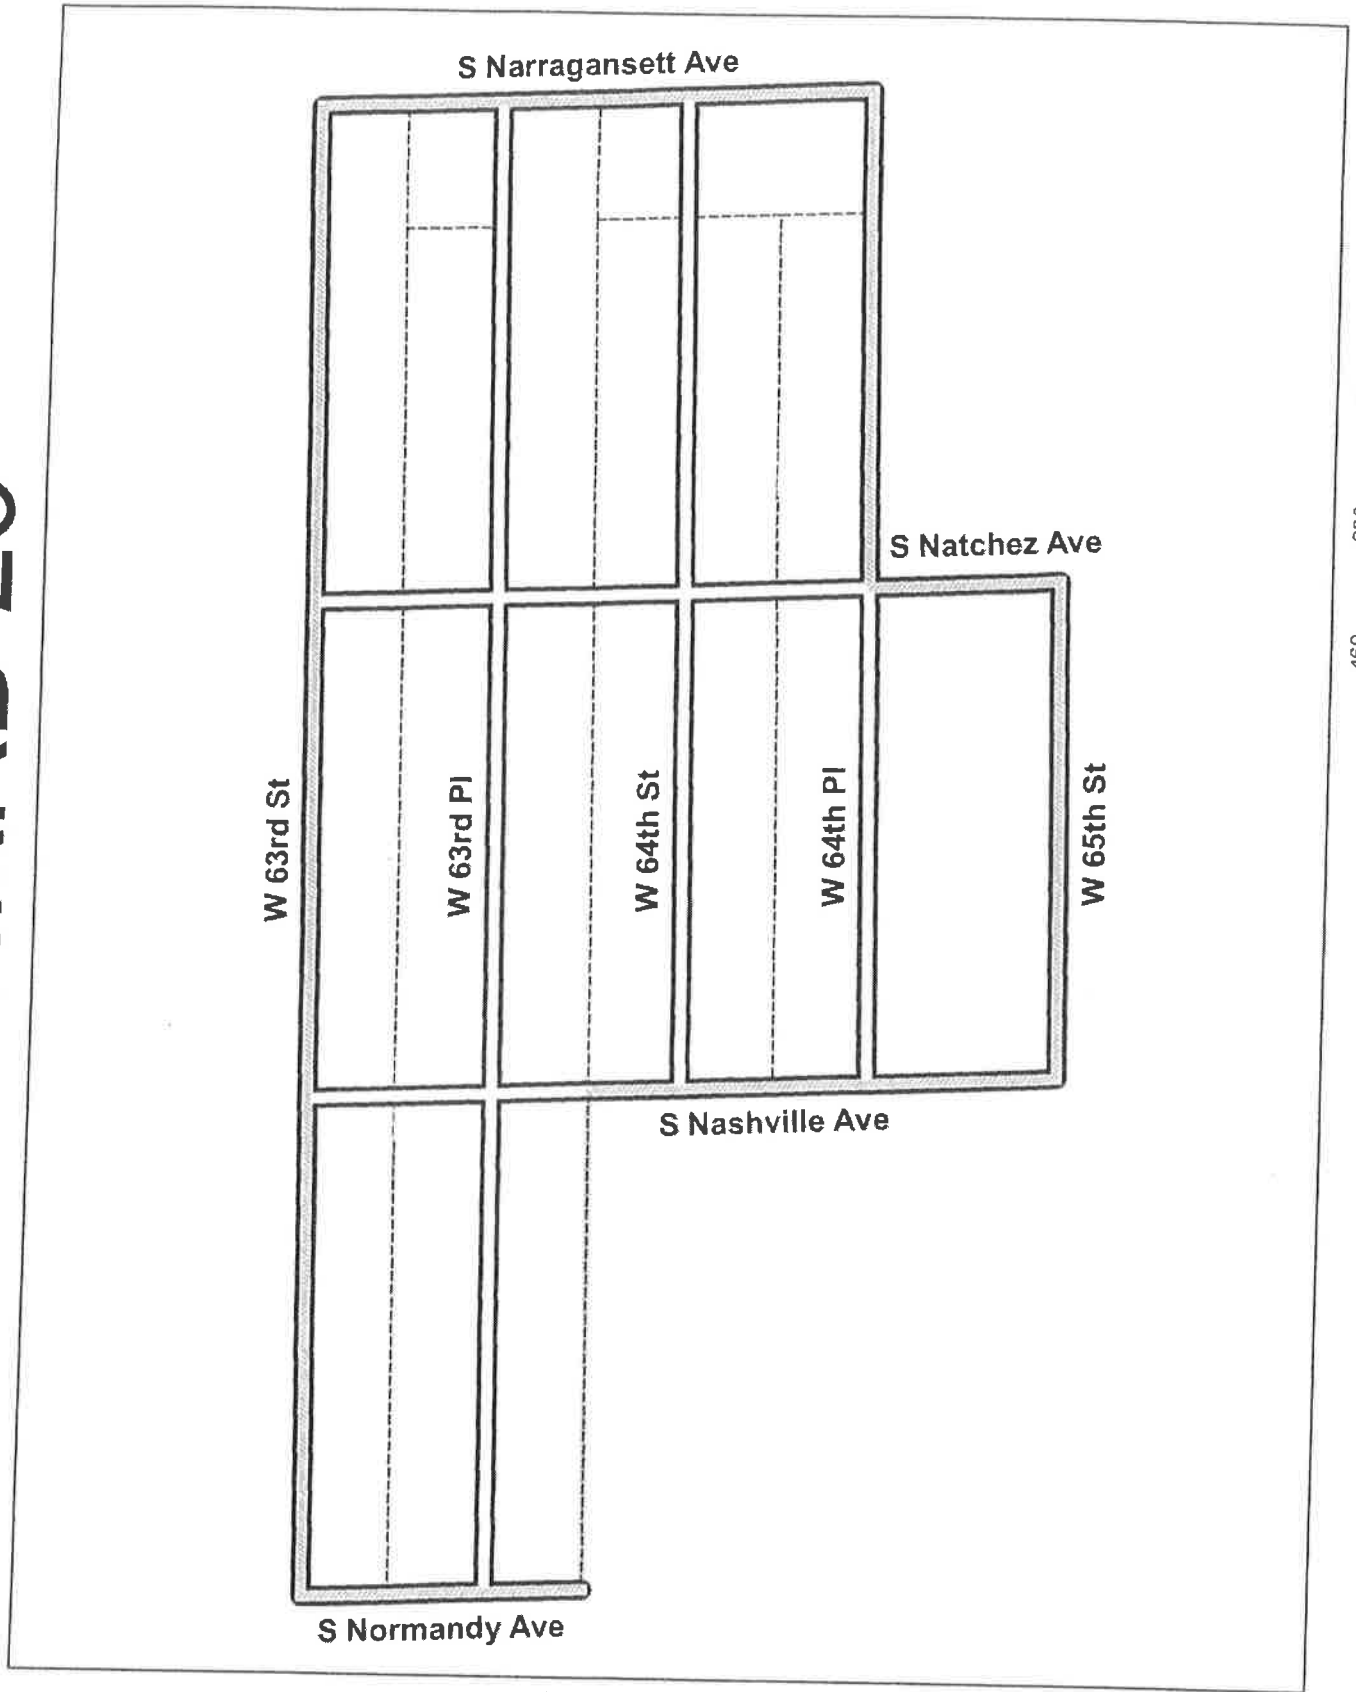 S Narragansett Ave
S Natchez Ave
W 63rd St
W 63rd Pl
W 64th St
W 64th Pl
W 65th St
S Nashville Ave
S Normandy Ave